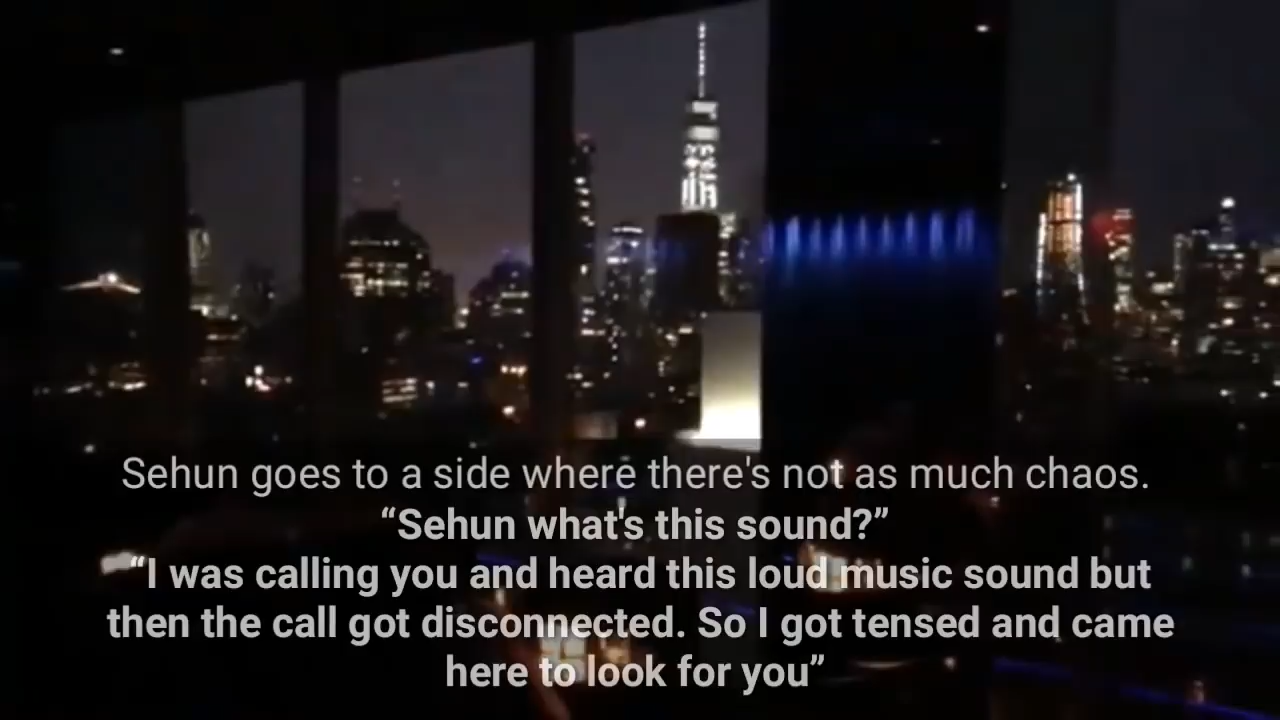 Sehun goes to a side where there's not as much chaos.
“Sehun what's this sound?”
“I was calling you and heard this loud music sound but
then the call got disconnected. So I got tensed and came
here to look for you”